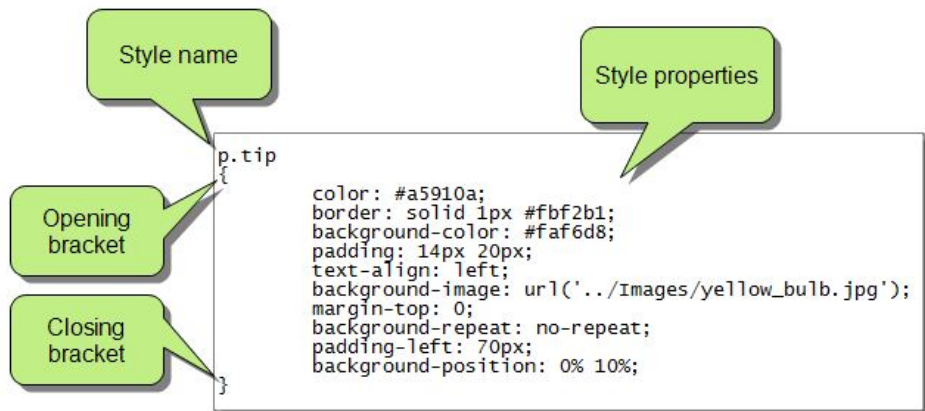 Style name
Style properties
p.tip
{
Opening
bracket
color: #a5910a;
border: solid 1px #fbf2b1;
background-color: #faf6d8;
padding: 14px 20px;
text-align: left;
background-image: url('../Images/yellow_bulb.jpg');
margin-top: 0;
background-repeat: no-repeat;
padding-left: 70px;
background-position: 0% 10%;
Closing
bracket
}